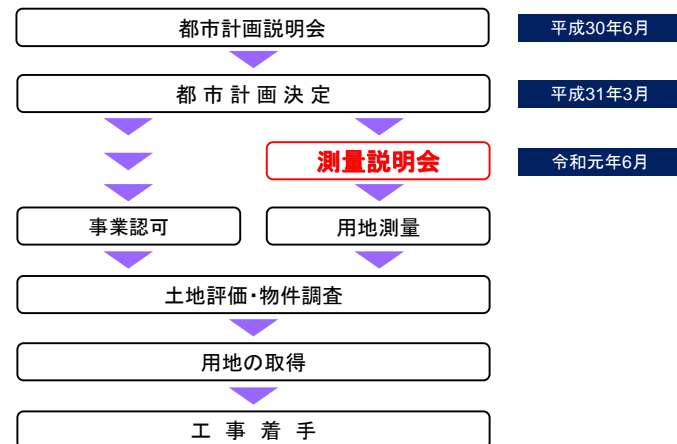 都市計画説明会
平成30年6月
都市計画決定
平成31年3月
測量説明会
令和元年6月
事業認可
用地測量
土地評価・物件調査
用地の取得
工事着手